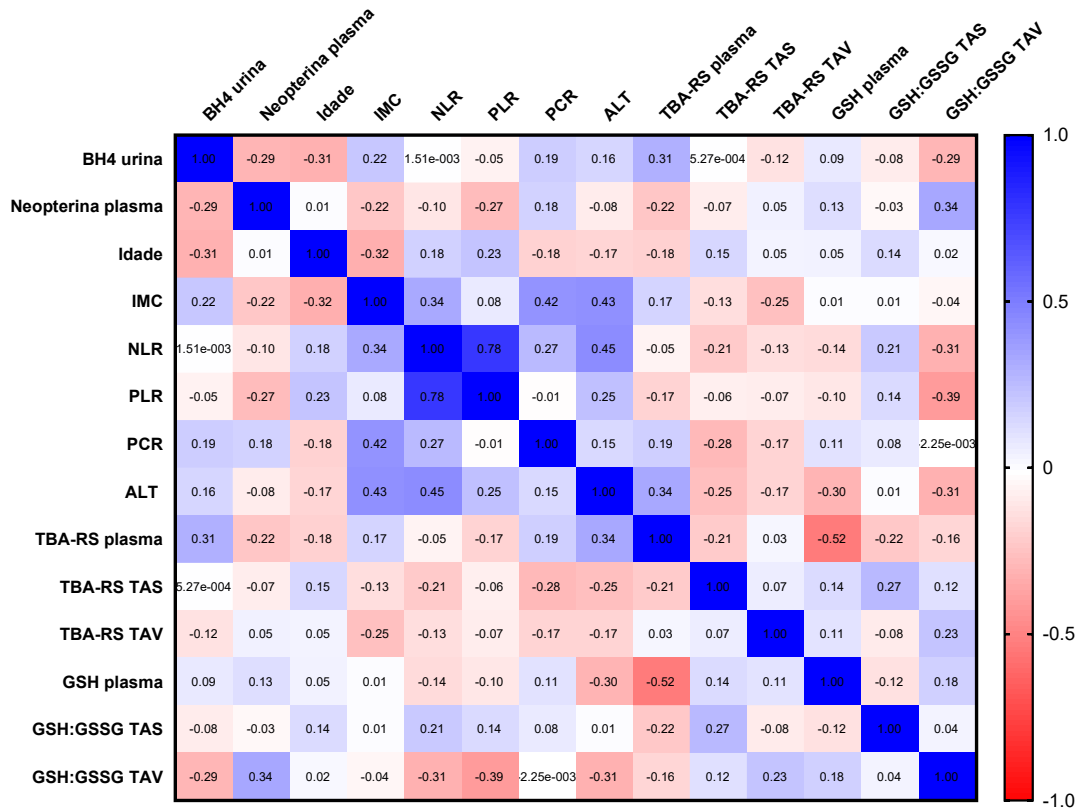 BH4 urina Neopterina plasma Idade IMC NLR PLR PCR ALT TBA-RS plasma TBA-RS TAS TBA-RS TAV GSH plasma GSH:GSSG TAS GSH:GSSG TAV
BH4 urina 1.00 -0.29 -0.31 0.22 1.51e-003 -0.05 0.19 0.16 0.31 5.27e-004 -0.12 0.09 -0.08 -0.29
Neopterina plasma -0.29 1.00 0.01 -0.22 -0.10 -0.27 0.18 -0.08 -0.22 -0.07 0.05 0.13 -0.03 0.34
Idade -0.31 0.01 1.00 -0.32 0.18 0.23 -0.18 -0.17 -0.18 0.15 0.05 0.05 0.14 0.02
IMC 0.22 -0.22 -0.32 1.00 0.34 0.08 0.42 0.43 0.17 -0.13 -0.25 0.01 0.01 -0.04
NLR 1.51e-003 -0.10 0.18 0.34 1.00 0.78 0.27 0.45 -0.05 -0.21 -0.13 -0.14 0.21 -0.31
PLR -0.05 -0.27 0.23 0.08 0.78 1.00 -0.01 0.25 -0.17 -0.06 -0.07 -0.10 0.14 -0.39
PCR 0.19 0.18 -0.18 0.42 0.27 -0.01 1.00 0.15 0.19 -0.28 -0.17 0.11 0.08 -2.25e-003
ALT 0.16 -0.08 -0.17 0.43 0.45 0.25 0.15 1.00 0.34 -0.25 -0.17 -0.30 0.01 -0.31
TBA-RS plasma 0.31 -0.22 -0.18 0.17 -0.05 -0.17 0.19 0.34 1.00 -0.21 0.03 -0.52 -0.22 -0.16
TBA-RS TAS 5.27e-004 -0.07 0.15 -0.13 -0.21 -0.06 -0.28 -0.25 -0.21 1.00 0.07 0.14 0.27 0.12
TBA-RS TAV -0.12 0.05 0.05 -0.25 -0.13 -0.07 -0.17 -0.17 0.03 0.07 1.00 0.11 -0.08 0.23
GSH plasma 0.09 0.13 0.05 0.01 -0.14 -0.10 0.11 -0.30 -0.52 0.14 0.11 1.00 -0.12 0.18
GSH:GSSG TAS -0.08 -0.03 0.14 0.01 0.21 0.14 0.08 0.01 -0.22 0.27 -0.08 -0.12 1.00 0.04
GSH:GSSG TAV -0.29 0.34 0.02 -0.04 -0.31 -0.39 -2.25e-003 -0.31 -0.16 0.12 0.23 0.18 0.04 1.00
1.0
0.5
0
-0.5
-1.0